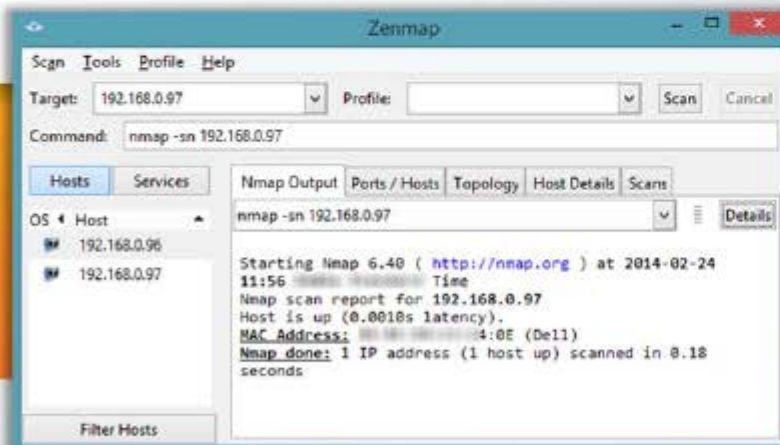 Zenmap
Scan Tools Profile Help
Target: 192.168.0.97 Profile: Scan Cancel
Command: nmap -sn 192.168.0.97
Hosts Services
Nmap Output Ports / Hosts Topology Host Details Scans
OS Host
nmap -sn 192.168.0.97 Details
192.168.0.96
192.168.0.97
Starting Nmap 6.40 ( http://nmap.org ) at 2014-02-24
11:56 Time
Nmap scan report for 192.168.0.97
Host is up (0.0010s latency).
MAC Address: 4:0E (Dell)
Nmap done: 1 IP address (1 host up) scanned in 0.18
seconds
Filter Hosts